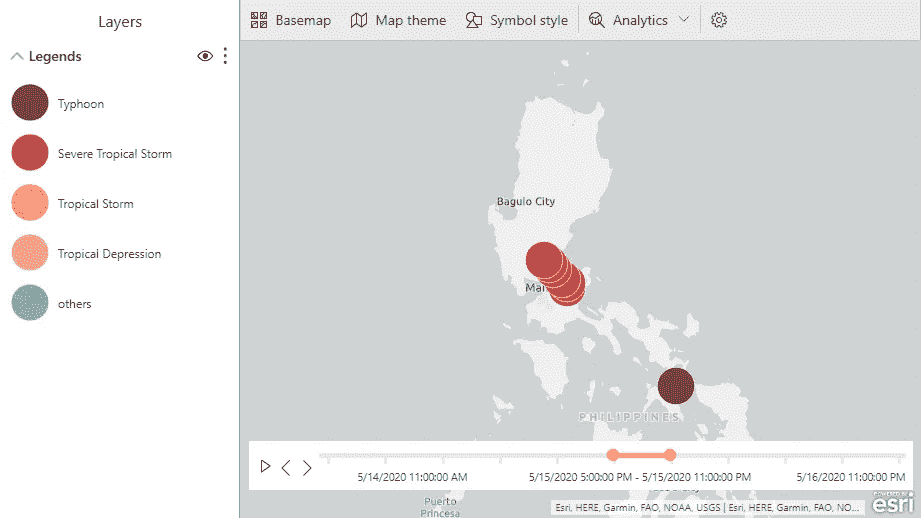 Layers
Basemap
Map theme
Symbol style
Analytics
Legends
Typhoon
Severe Tropical Storm
Tropical Storm
Tropical Depression
others
Bagulo City
PHILIPPINES
5/14/2020 11:00:00 AM
5/15/2020 5:00:00 PM - 5/15/2020 11:00:00 PM
5/16/2020 11:00:00 PM
Puerto
Princesa
Esri, HERE, Garmin, FAO, NOAA, USGS | Esri, HERE, Garmin, FAO, NO...
POWERED BY
esri